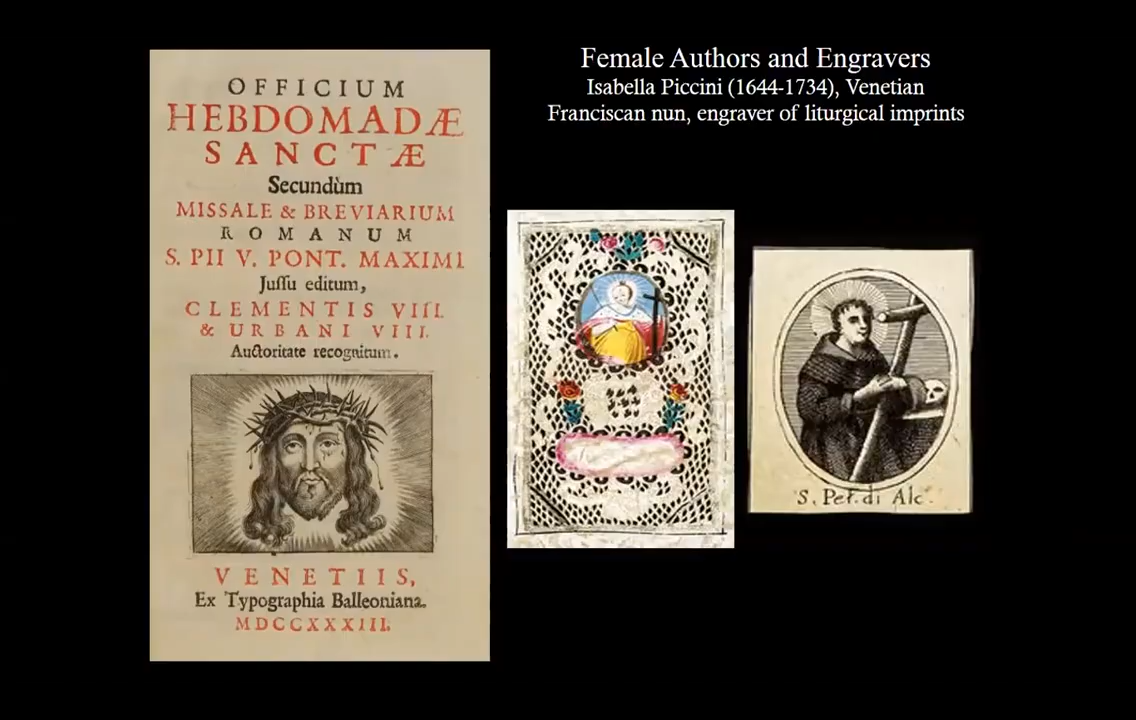 Female Authors and Engravers
Isabella Piccini (1644-1734), Venetian
Franciscan nun, engraver of liturgical imprints
OFFICIUM
HEBDOMADÆ
SANCTÆ
Secundùm
MISSALE & BREVIARIUM
ROMANUM
S. PII V. PONT. MAXIMI
Juſſu editum,
CLEMENTIS VIII.
& URBANI VIII.
Auctoritate recognitum.
VENETIIS,
Ex Typographia Balleoniana.
MDCCXXXIII.
S. Pet. di Alc.